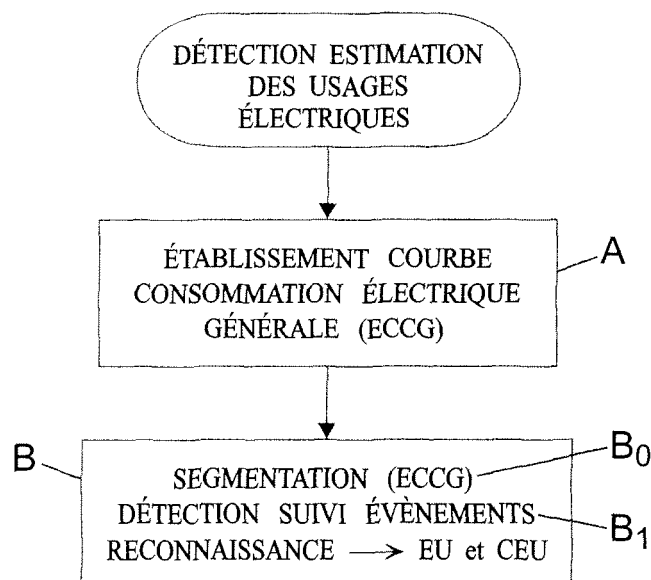 DÉTECTION ESTIMATION
DES USAGES
ÉLECTRIQUES
ÉTABLISSEMENT COURBE
CONSOMMATION ÉLECTRIQUE
GÉNÉRALE (ECCG)
A
B
SEGMENTATION (ECCG)
B0
DÉTECTION SUIVI ÉVÈNEMENTS
B1
RECONNAISSANCE → EU et CEU